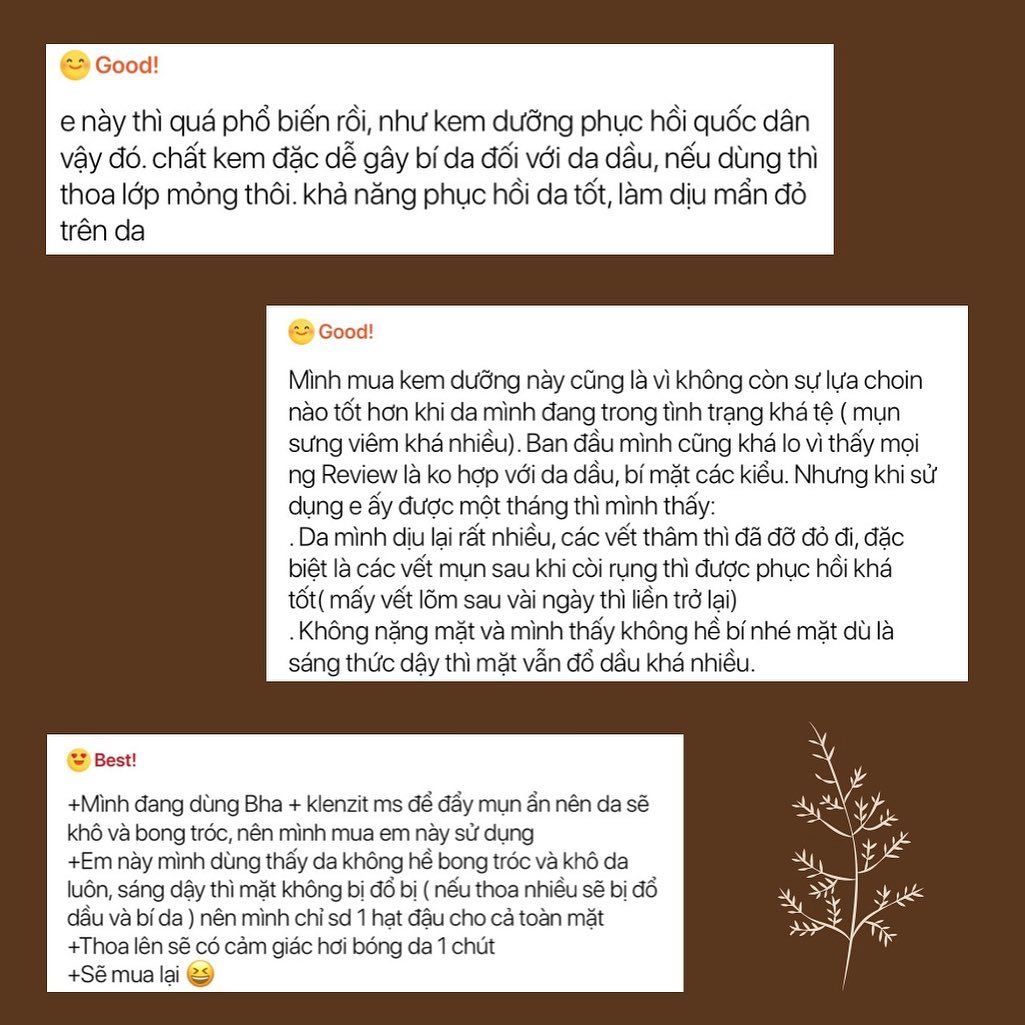 😊 Good!
e này thì quá phổ biến rồi, như kem dưỡng phục hồi quốc dân
vậy đó. chất kem đặc dễ gây bí da đối với da dầu, nếu dùng thì
thoa lớp mỏng thôi. khả năng phục hồi da tốt, làm dịu mẩn đỏ
trên da
😊 Good!
Mình mua kem dưỡng này cũng là vì không còn sự lựa choin
nào tốt hơn khi da mình đang trong tình trạng khá tệ ( mụn
sưng viêm khá nhiều). Ban đầu mình cũng khá lo vì thấy mọi
ng Review là ko hợp với da dầu, bí mặt các kiểu. Nhưng khi sử
dụng e ấy được một tháng thì mình thấy:
. Da mình dịu lại rất nhiều, các vết thâm thì đã đỡ đỏ đi, đặc
biệt là các vết mụn sau khi còi rụng thì được phục hồi khá
tốt( mấy vết lõm sau vài ngày thì liền trở lại)
. Không nặng mặt và mình thấy không hề bí nhé mặt dù là
sáng thức dậy thì mặt vẫn đổ dầu khá nhiều.
😍 Best!
+Mình đang dùng Bha + klenzit ms để đẩy mụn ẩn nên da sẽ
khô và bong tróc, nên mình mua em này sử dụng
+Em này mình dùng thấy da không hề bong tróc và khô da
luôn, sáng dậy thì mặt không bị đổ bị ( nếu thoa nhiều sẽ bị đổ
dầu và bí da ) nên mình chỉ sd 1 hạt đậu cho cả toàn mặt
+Thoa lên sẽ có cảm giác hơi bóng da 1 chút
+Sẽ mua lại 😆